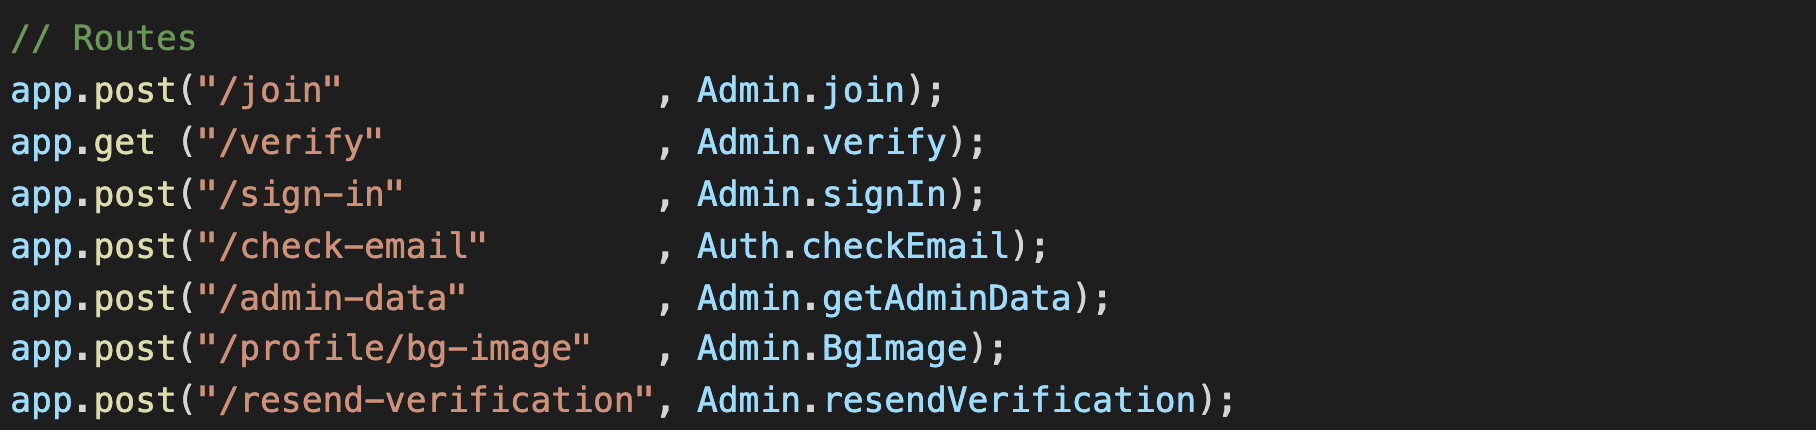 // Routes
app.post("/join"               , Admin.join);
app.get ("/verify"             , Admin.verify);
app.post("/sign-in"            , Admin.signIn);
app.post("/check-email"        , Auth.checkEmail);
app.post("/admin-data"         , Admin.getAdminData);
app.post("/profile/bg-image"   , Admin.BgImage);
app.post("/resend-verification", Admin.resendVerification);